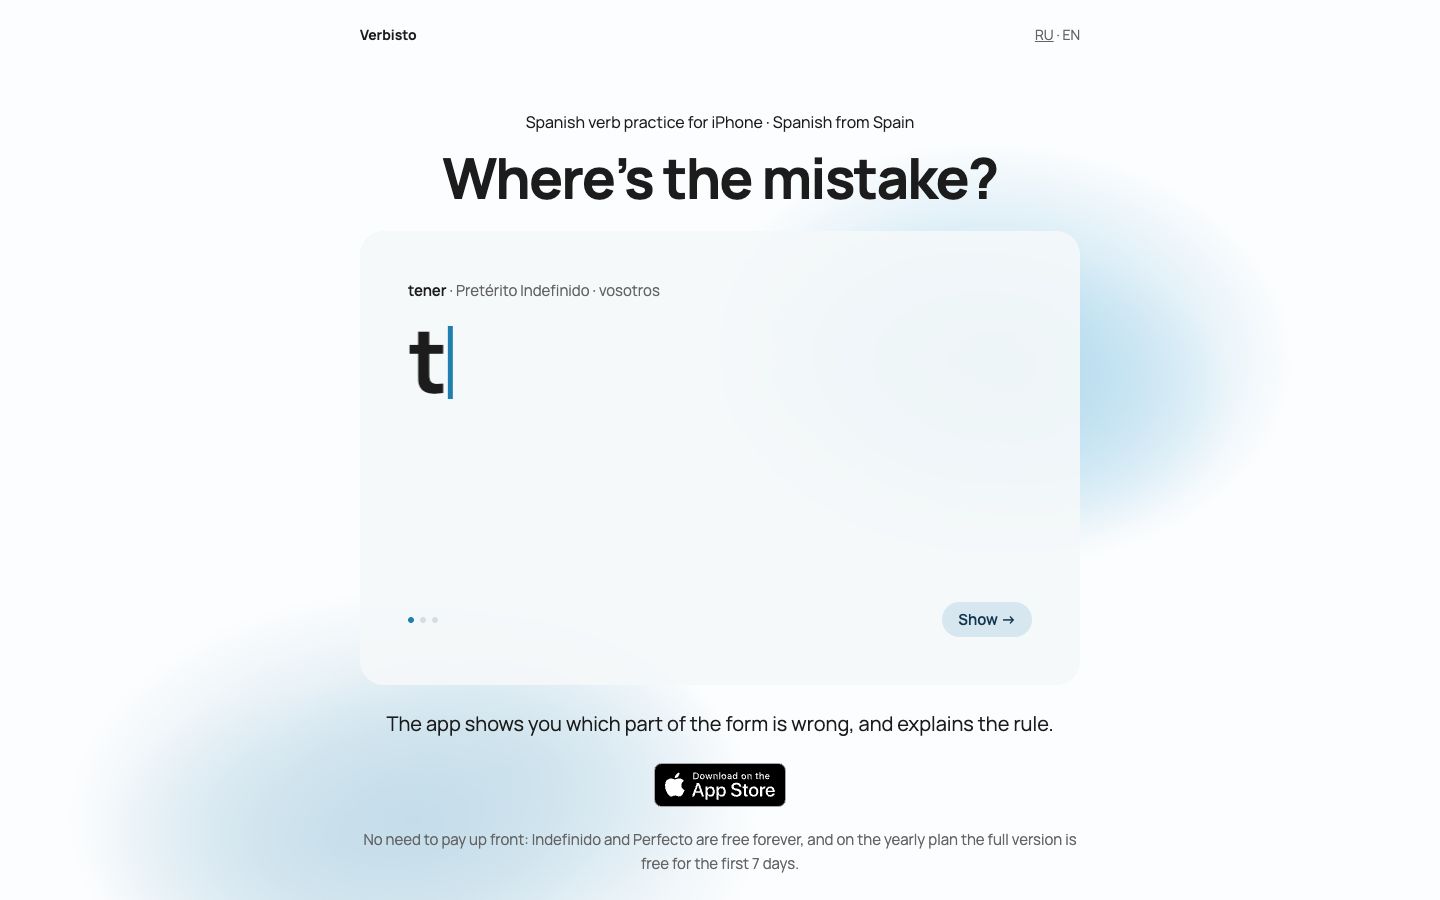 Verbisto
RU · EN
Spanish verb practice for iPhone · Spanish from Spain
Where’s the mistake?
tener · Pretérito Indefinido · vosotros
t
Show →
The app shows you which part of the form is wrong, and explains the rule.
Download on the
App Store
No need to pay up front: Indefinido and Perfecto are free forever, and on the yearly plan the full version is
free for the first 7 days.